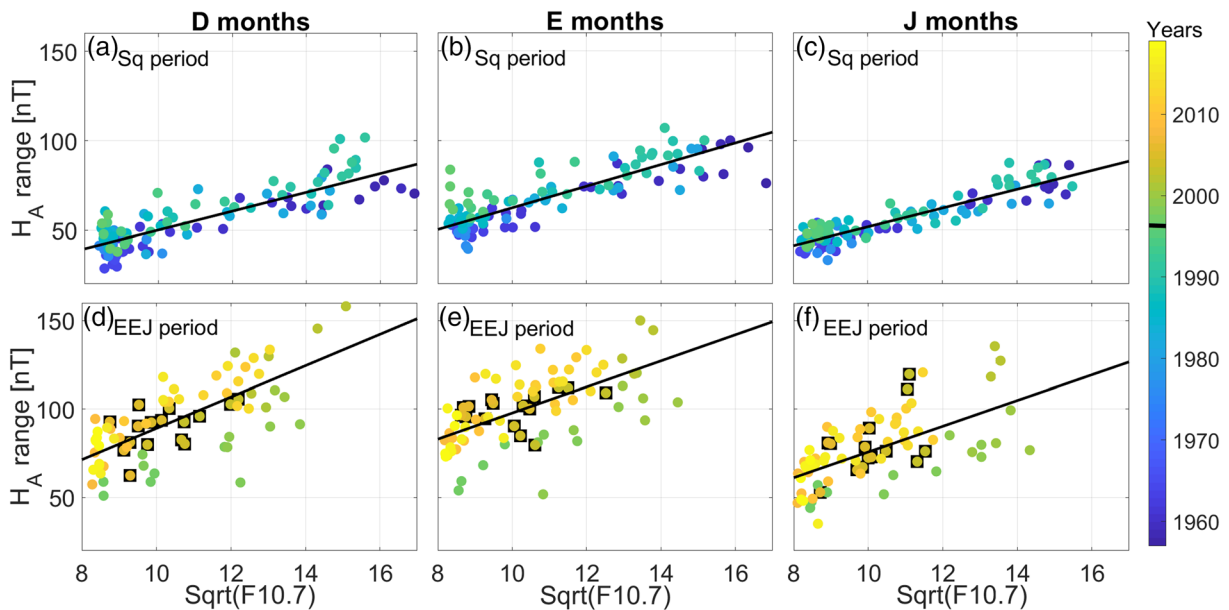 D months
E months
J months
Years
(a) Sq period
(b) Sq period
(c) Sq period
H_A range [nT]
150
100
50
(d) EEJ period
(e) EEJ period
(f) EEJ period
H_A range [nT]
150
100
50
8 10 12 14 16
8 10 12 14 16
8 10 12 14 16
Sqrt(F10.7)
Sqrt(F10.7)
Sqrt(F10.7)
2010
2000
1990
1980
1970
1960